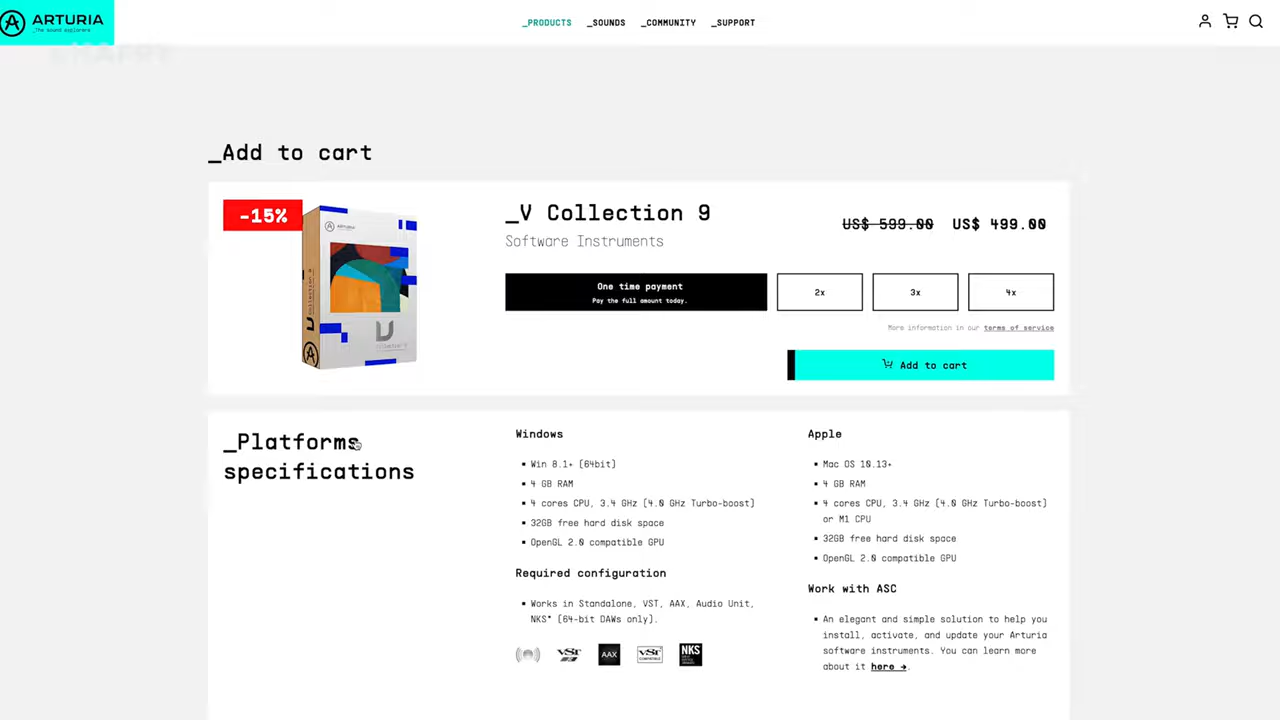 ARTURIA
_The sound explorers
_PRODUCTS _SOUNDS _COMMUNITY _SUPPORT
_Add to cart
-15%
_V Collection 9
Software Instruments
US$ 599.00 US$ 499.00
One time payment
Pay the full amount today.
2x
3x
4x
More information in our terms of service
Add to cart
_Platforms
specifications
Windows
Win 8.1+ (64bit)
4 GB RAM
4 cores CPU, 3.4 GHz (4.0 GHz Turbo-boost)
32GB free hard disk space
OpenGL 2.0 compatible GPU
Required configuration
Works in Standalone, VST, AAX, Audio Unit,
NKS* (64-bit DAWs only).
VST
AAX
VST
COMPATIBLE
NKS
Apple
Mac OS 10.13+
4 GB RAM
4 cores CPU, 3.4 GHz (4.0 GHz Turbo-boost)
or M1 CPU
32GB free hard disk space
OpenGL 2.0 compatible GPU
Work with ASC
An elegant and simple solution to help you
install, activate, and update your Arturia
software instruments. You can learn more
about it here →.